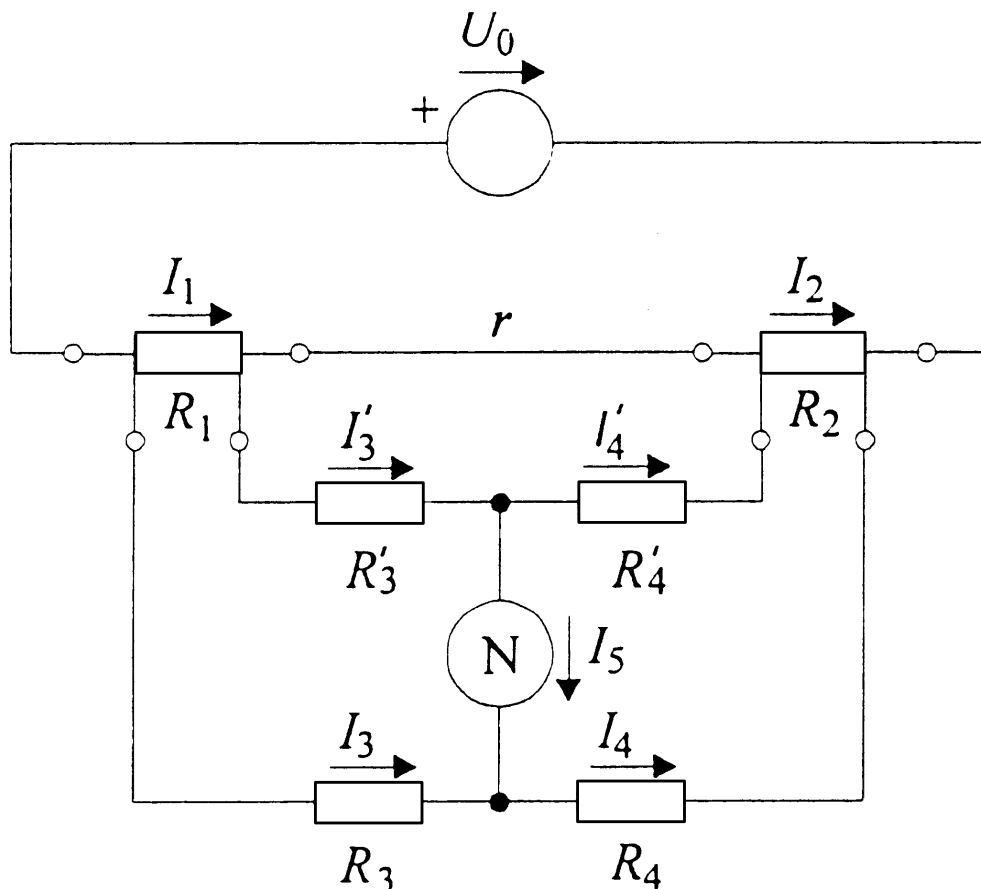 U₀
+
I₁ r I₂
R₁ R₂
I′₃ I′₄
R′₃ R′₄
N I₅
I₃ I₄
R₃ R₄